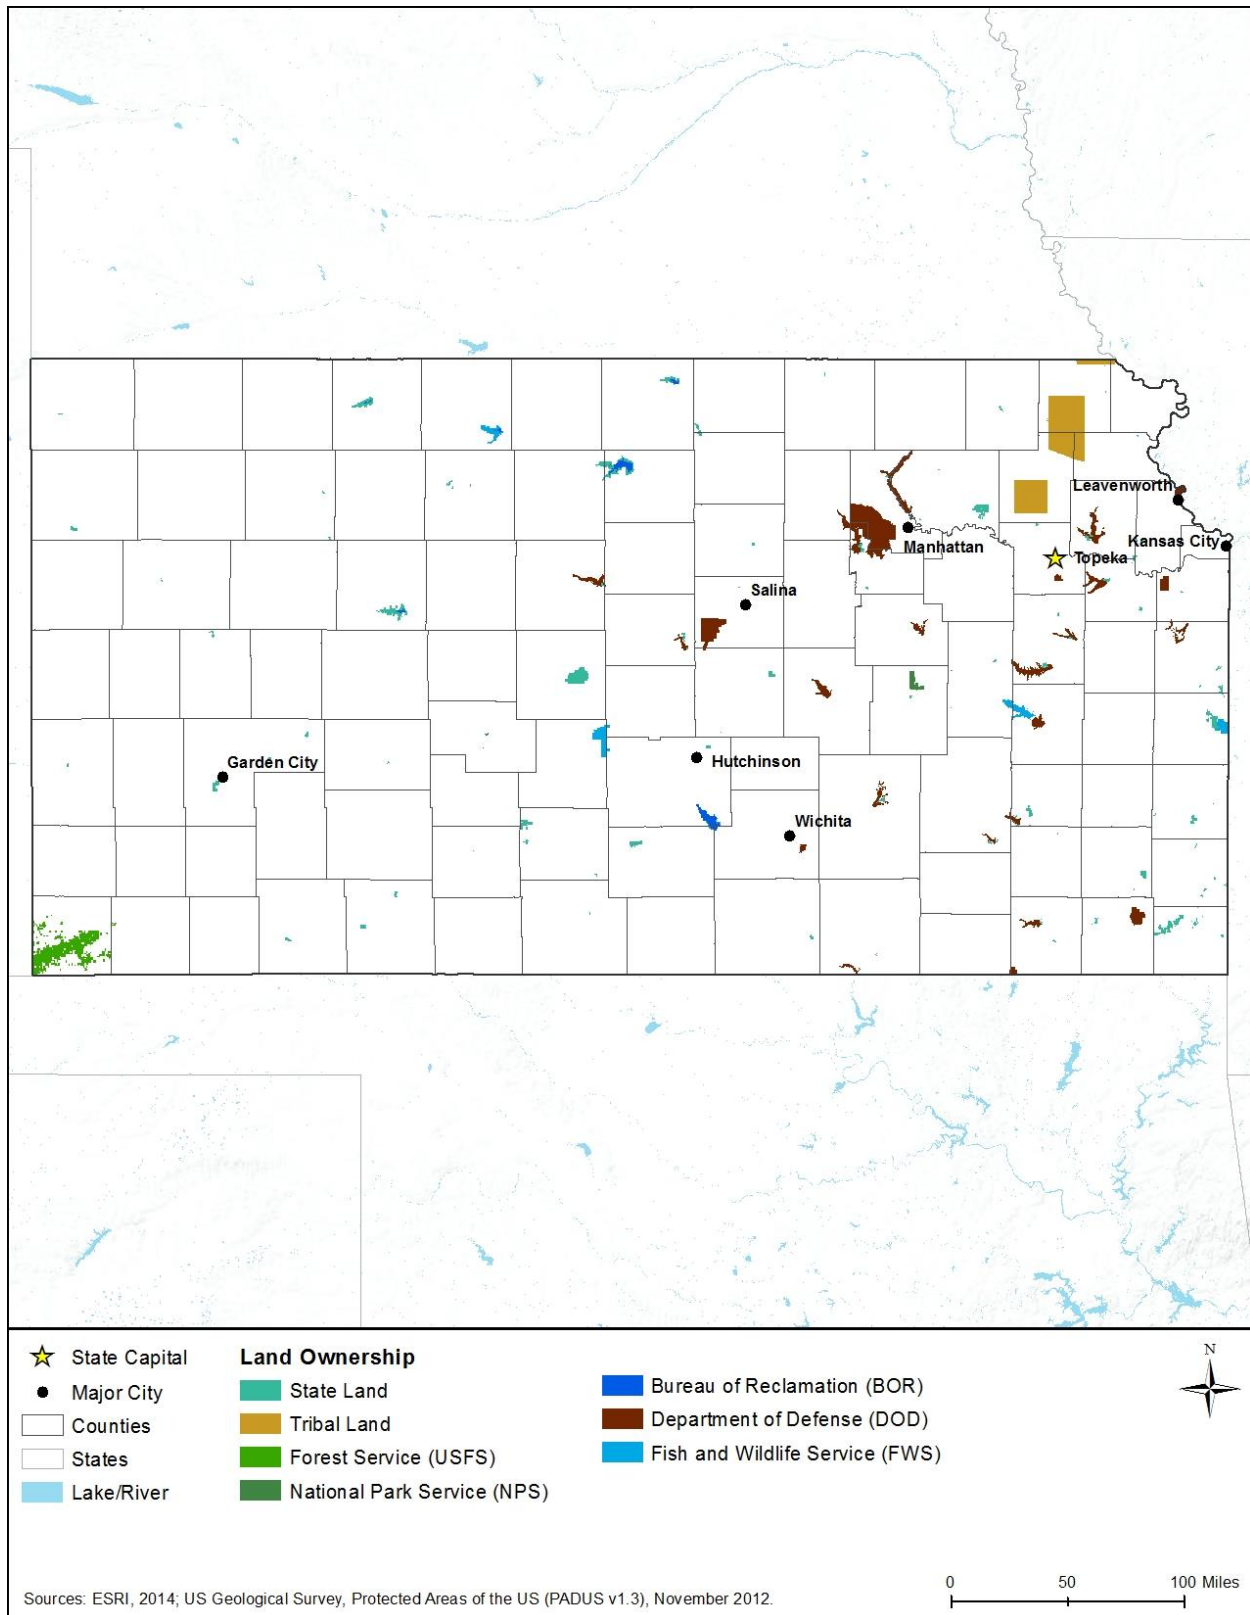 Leavenworth
Kansas City
Manhattan
Topeka
Salina
Garden City
Hutchinson
Wichita
State Capital
Major City
Counties
States
Lake/River
Land Ownership
State Land
Tribal Land
Forest Service (USFS)
National Park Service (NPS)
Bureau of Reclamation (BOR)
Department of Defense (DOD)
Fish and Wildlife Service (FWS)
N
0 50 100 Miles
Sources: ESRI, 2014; US Geological Survey, Protected Areas of the US (PADUS v1.3), November 2012.